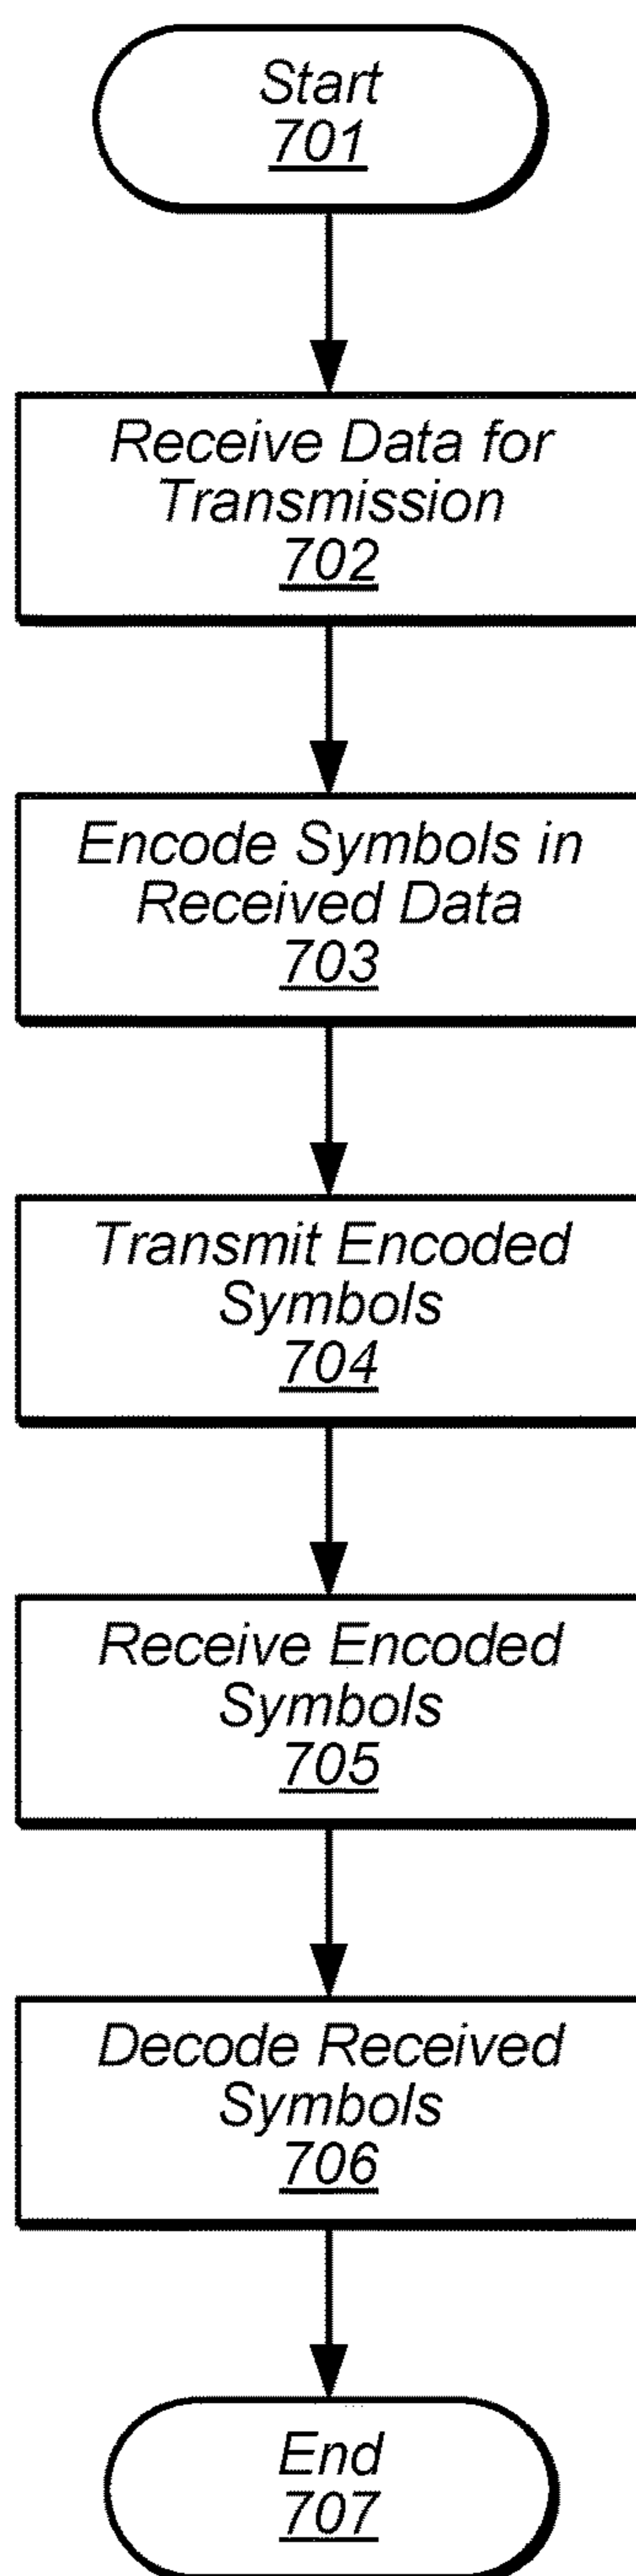 Start
701
Receive Data for
Transmission
702
Encode Symbols in
Received Data
703
Transmit Encoded
Symbols
704
Receive Encoded
Symbols
705
Decode Received
Symbols
706
End
707